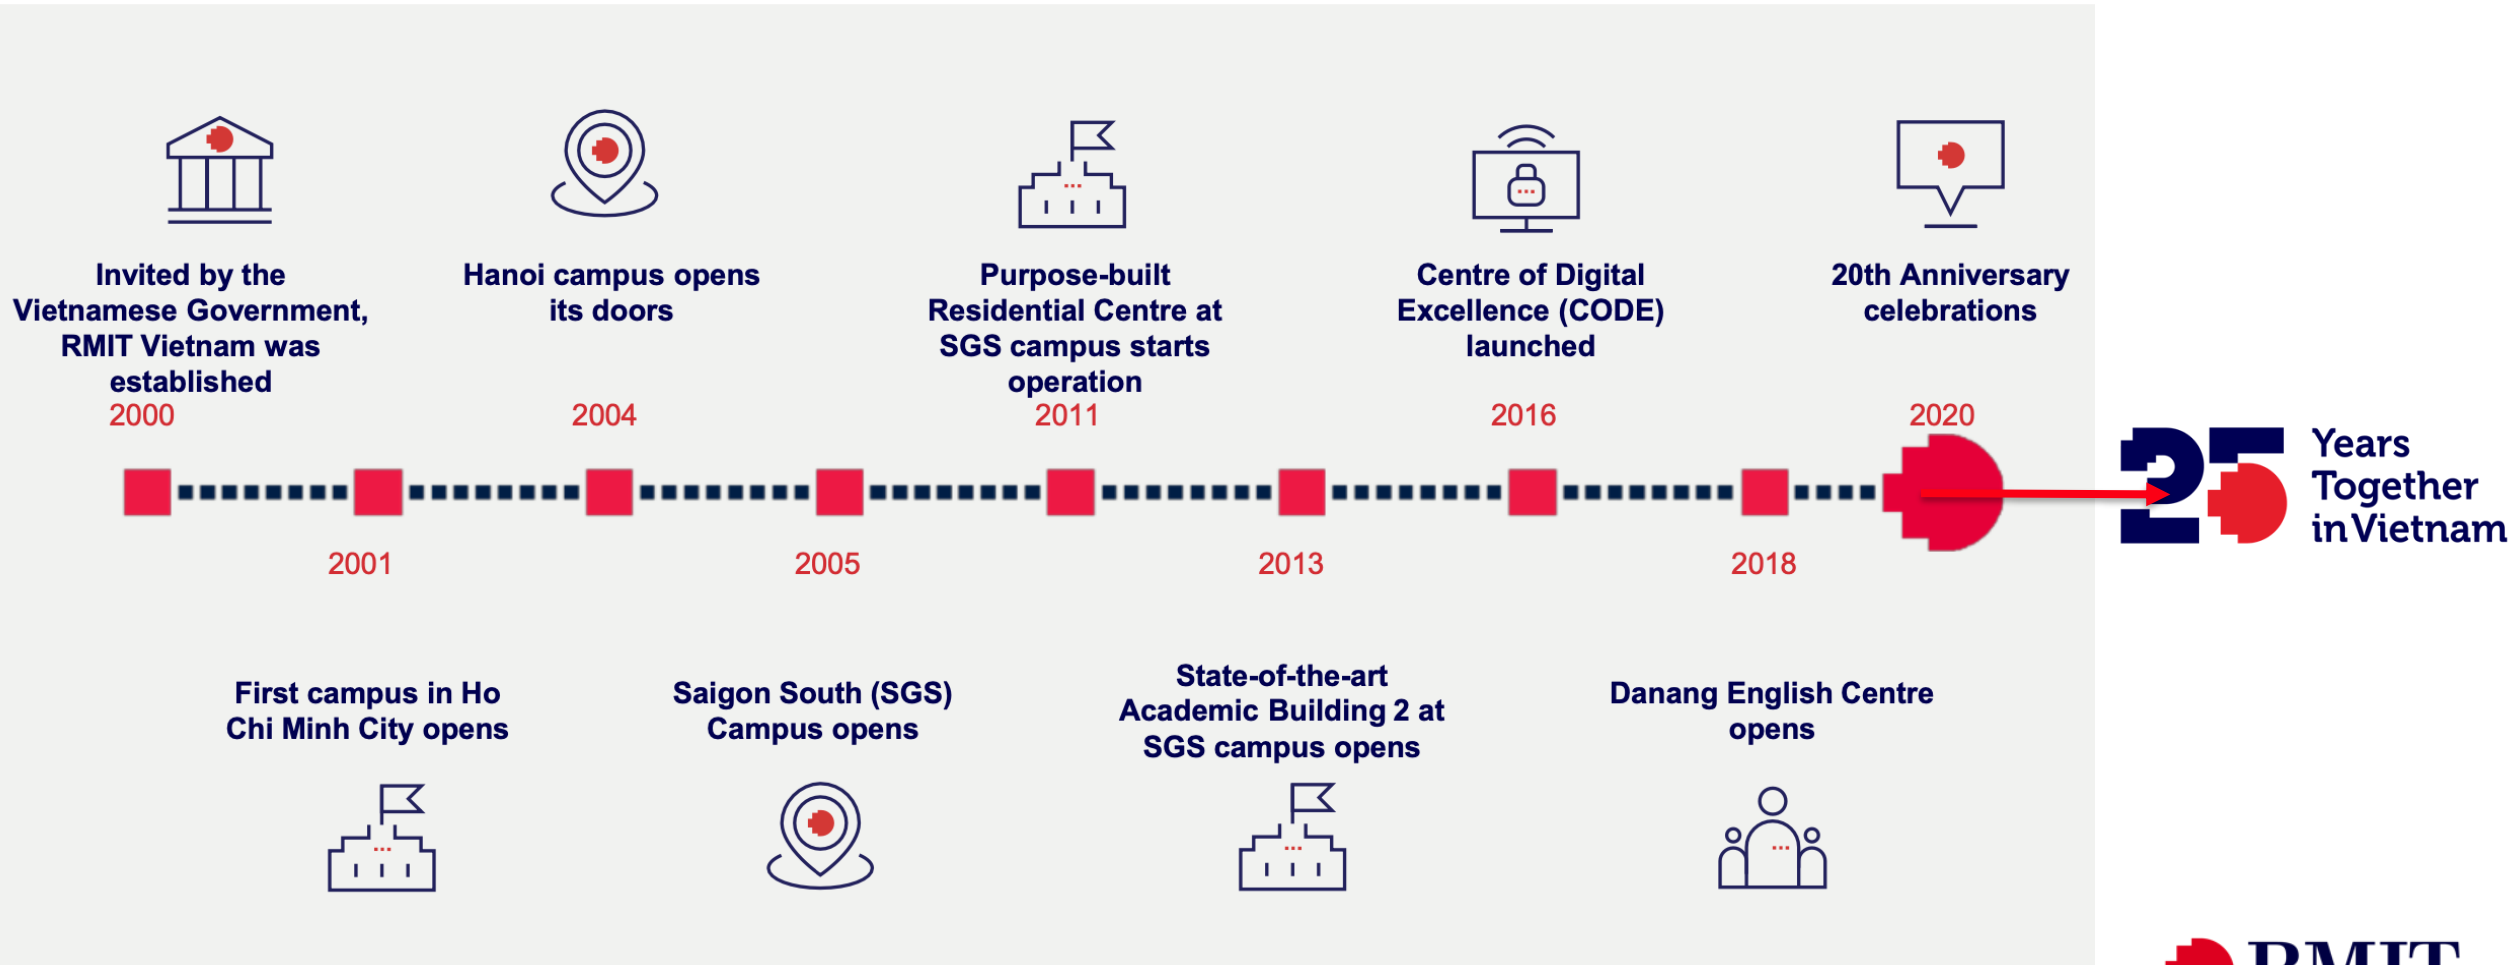 Invited by the
Vietnamese Government,
RMIT Vietnam was
established
2000
Hanoi campus opens
its doors
2004
Purpose-built
Residential Centre at
SGS campus starts
operation
2011
Centre of Digital
Excellence (CODE)
launched
2016
20th Anniversary
celebrations
2020
25
Years
Together
in Vietnam
2001
First campus in Ho
Chi Minh City opens
2005
Saigon South (SGS)
Campus opens
2013
State-of-the-art
Academic Building 2 at
SGS campus opens
2018
Danang English Centre
opens
RMIT